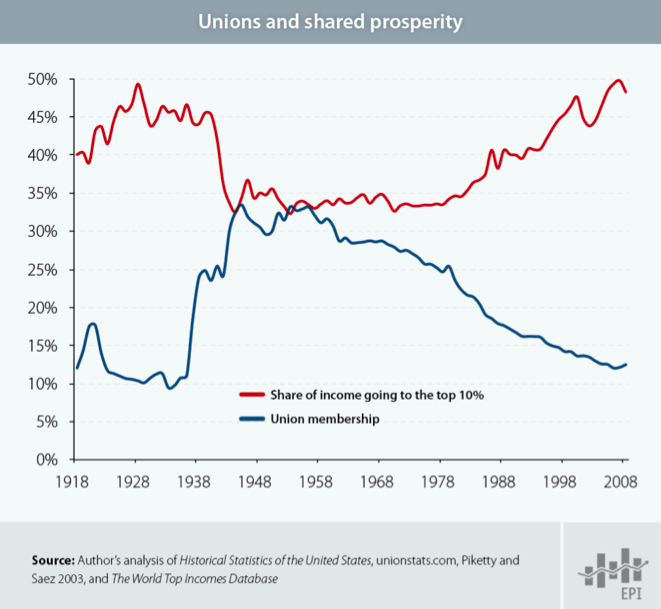 Unions and shared prosperity
50%
45%
40%
35%
30%
25%
20%
15%
10%
5%
0%
Share of income going to the top 10%
Union membership
1918 1928 1938 1948 1958 1968 1978 1988 1998 2008
Source: Author's analysis of Historical Statistics of the United States, unionstats.com, Piketty and
Saez 2003, and The World Top Incomes Database
EPI